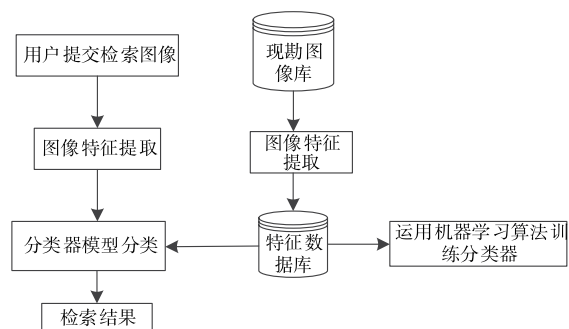 用户提交检索图像
现勘图
像库
图像特征提取
图像特征
提取
分类器模型分类
特征数
据库
运用机器学习算法训
练分类器
检索结果